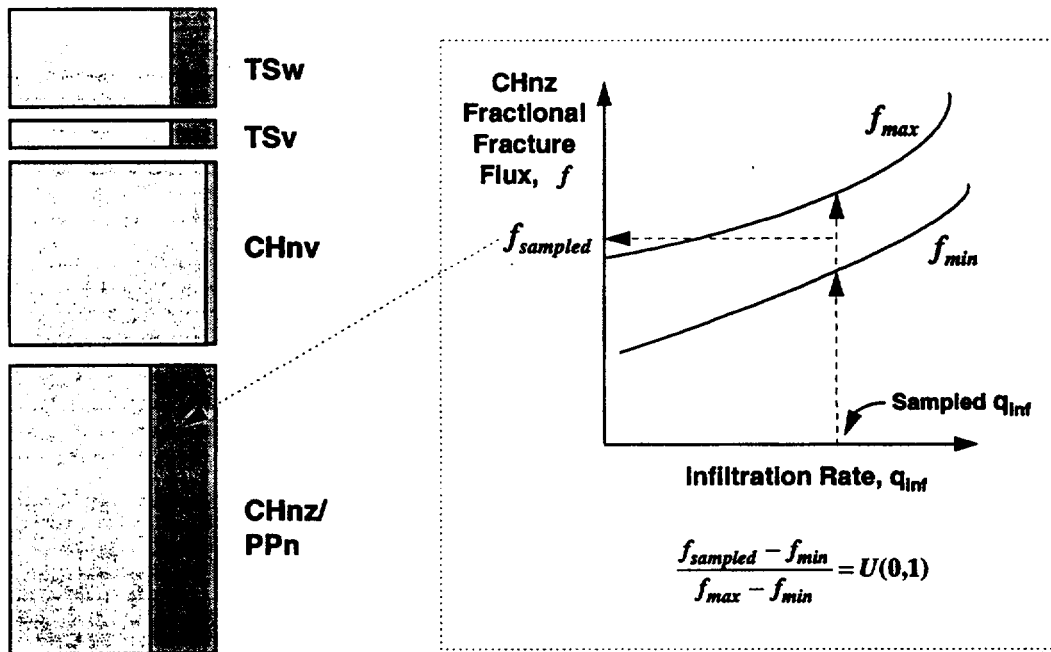 TSw
TSv
CHnv
CHnz/
PPn
CHnz
Fractional
Fracture
Flux, f
f_sampled
f_max
f_min
Sampled q_inf
Infiltration Rate, q_inf
f_sampled − f_min / f_max − f_min = U(0,1)